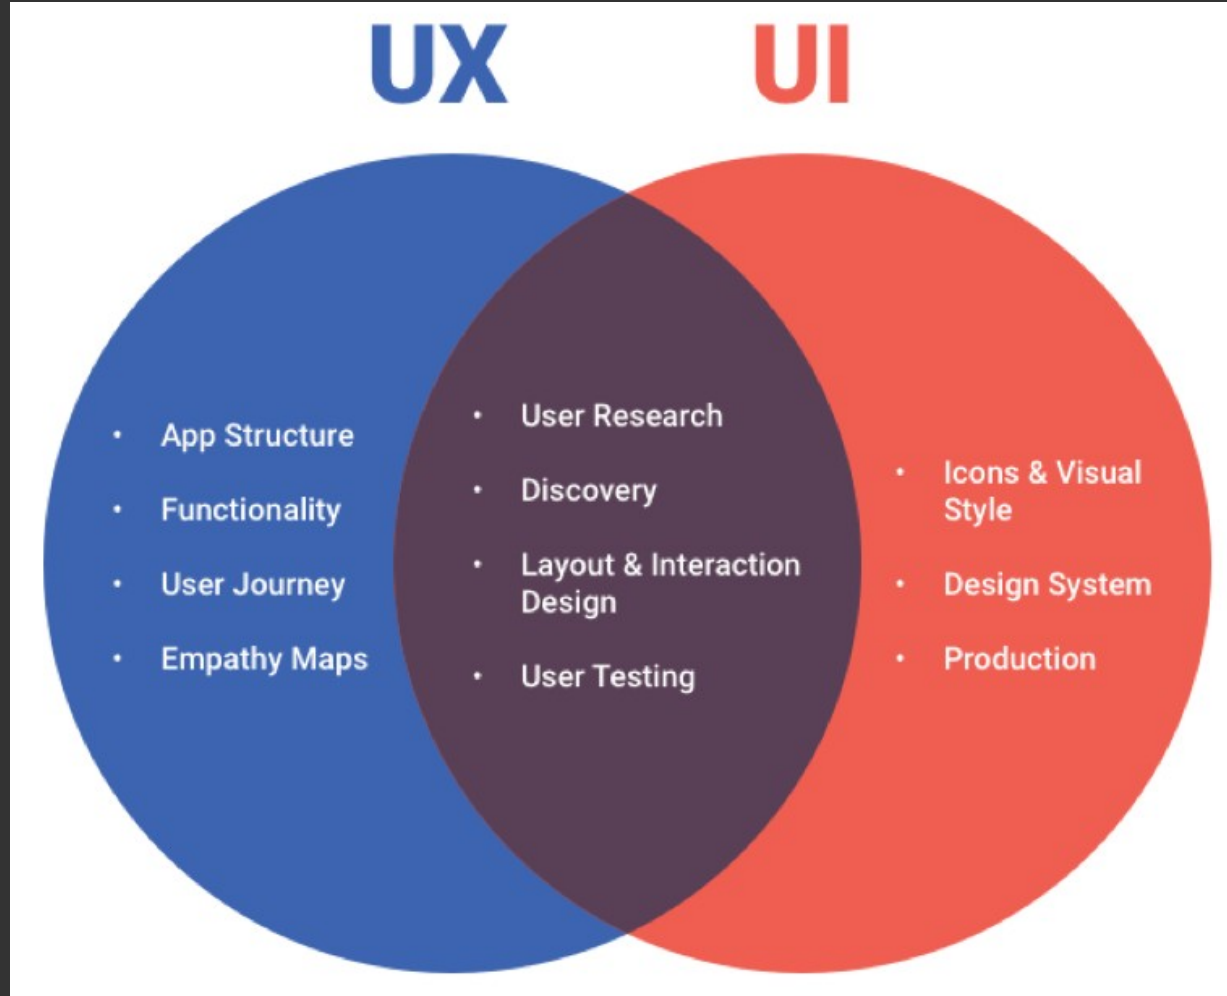 UX
UI
• App Structure
• Functionality
• User Journey
• Empathy Maps
• User Research
• Discovery
• Layout & Interaction
Design
• User Testing
• Icons & Visual
Style
• Design System
• Production